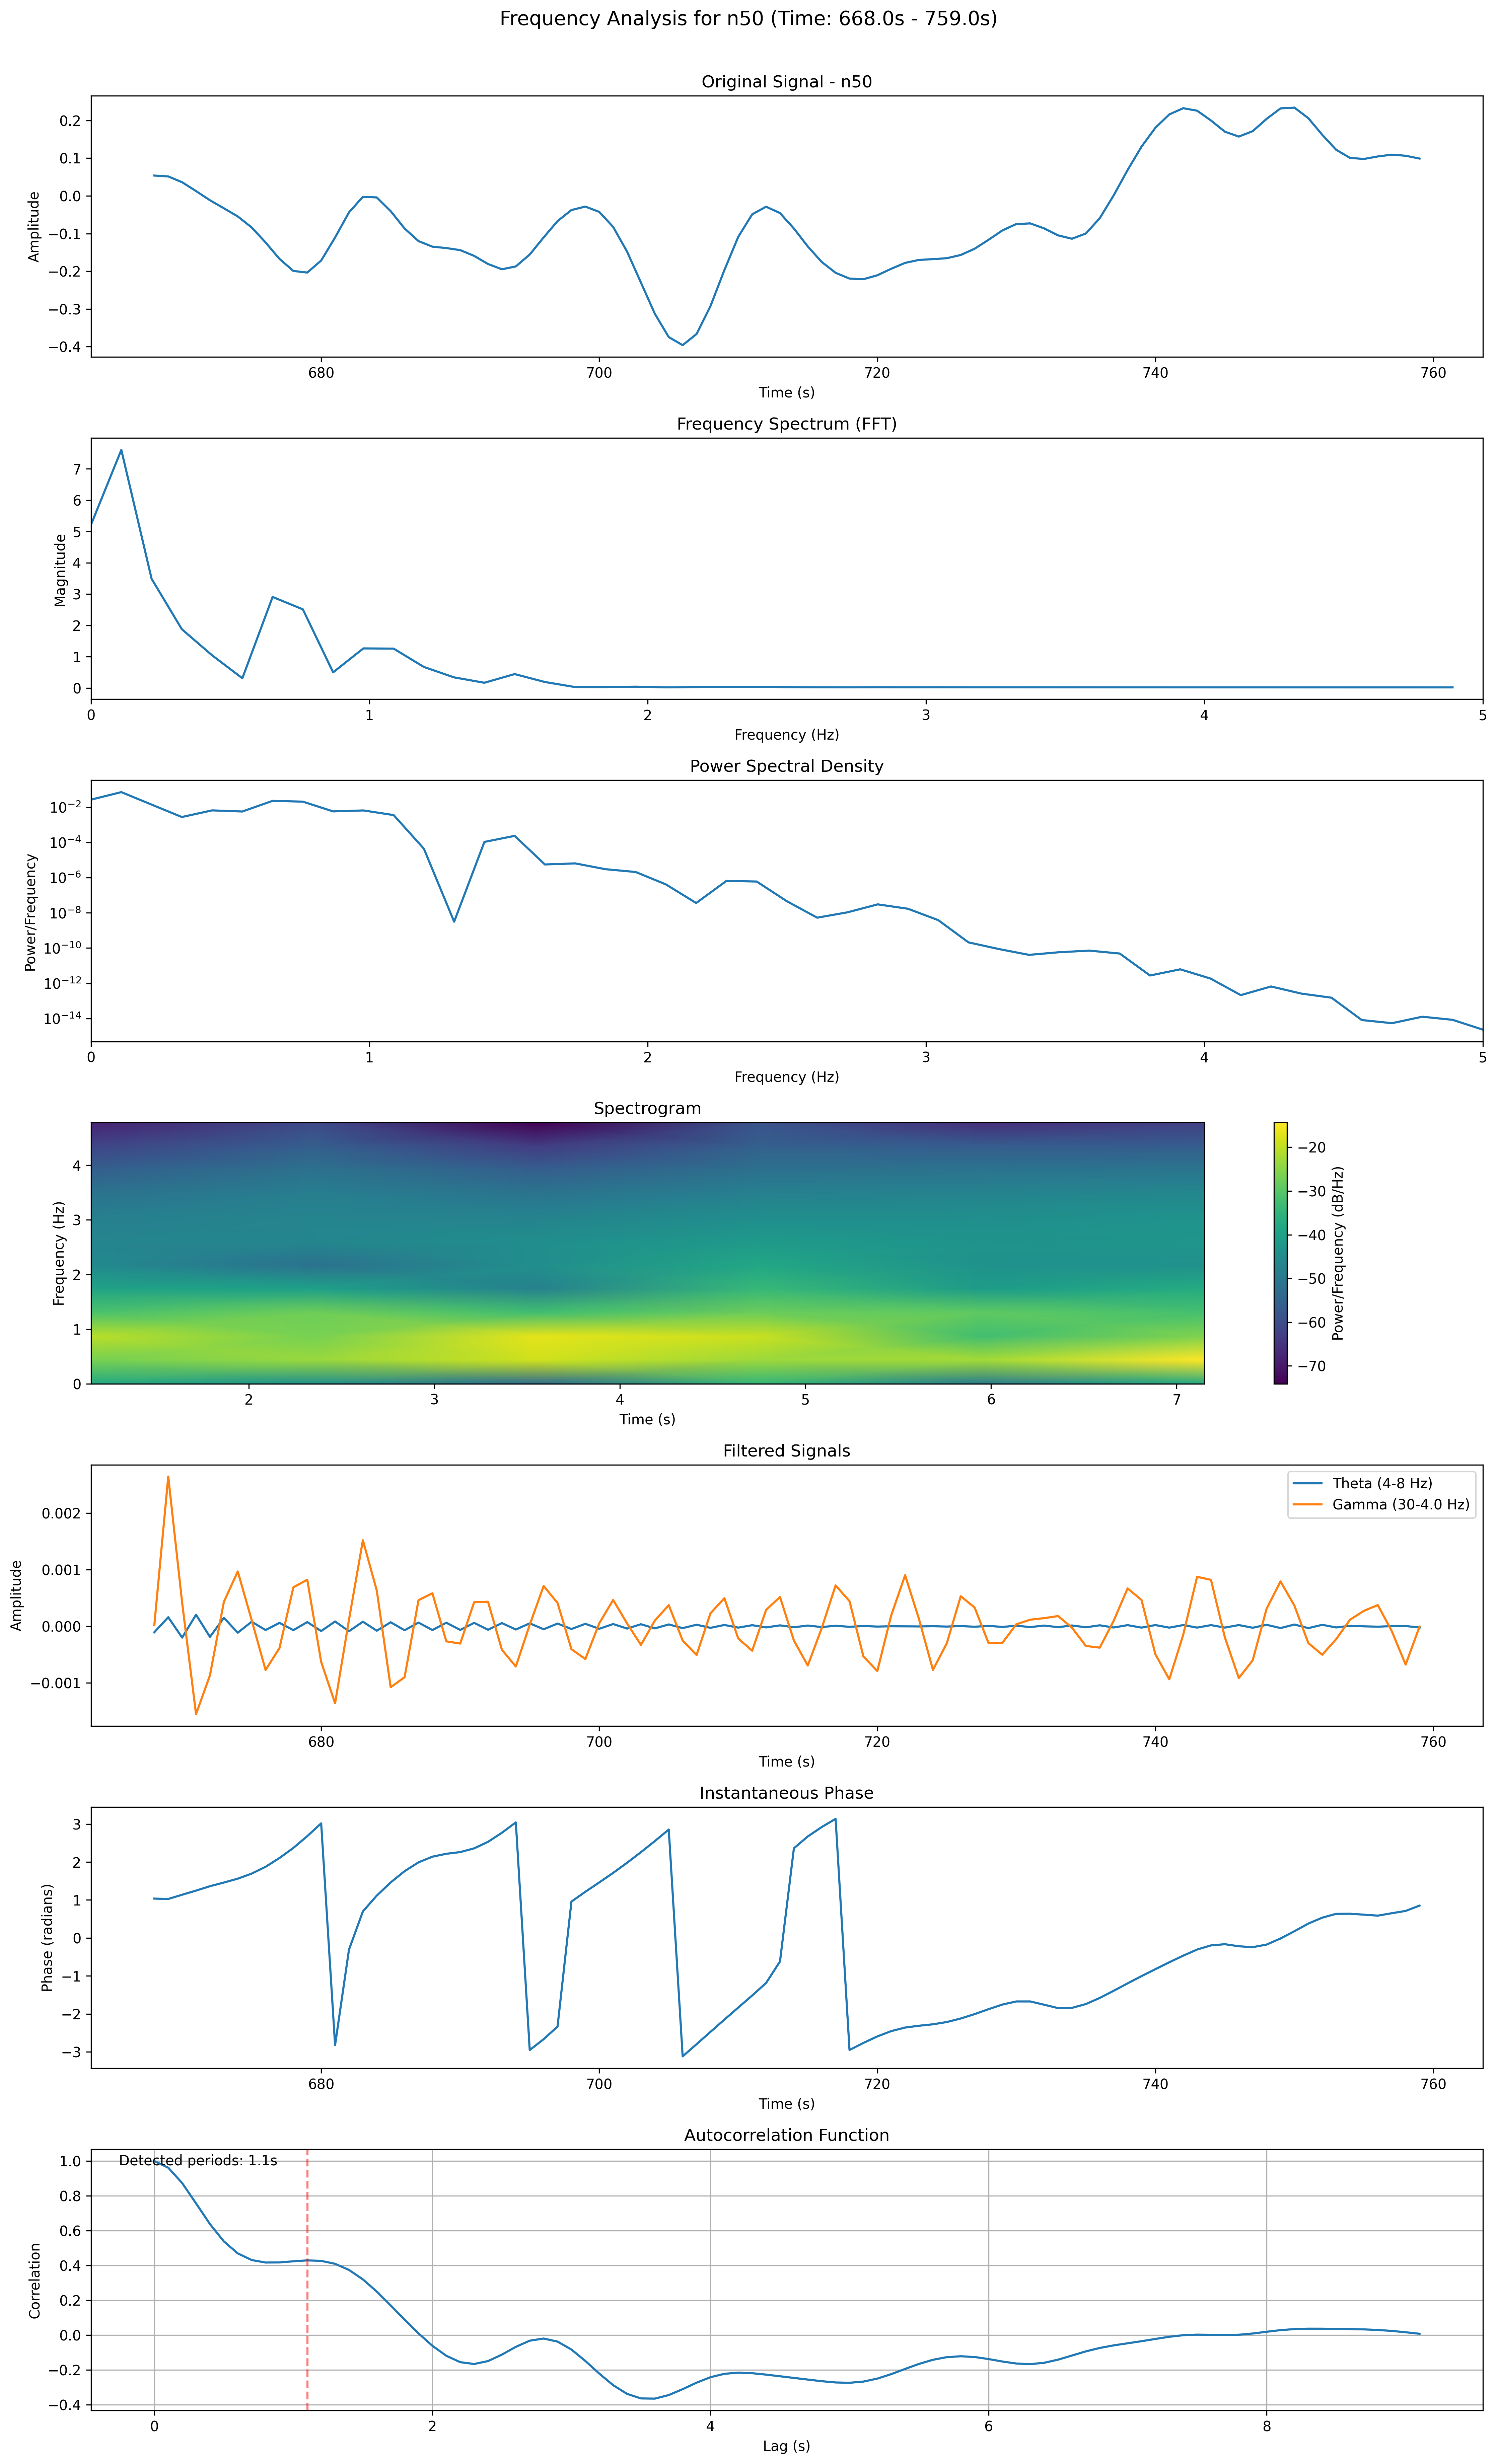 Frequency Analysis for n50 (Time: 668.0s - 759.0s)
Original Signal - n50
Amplitude
0.2
0.1
0.0
−0.1
−0.2
−0.3
−0.4
680 700 720 740 760
Time (s)
Frequency Spectrum (FFT)
Magnitude
7
6
5
4
3
2
1
0
0 1 2 3 4 5
Frequency (Hz)
Power Spectral Density
Power/Frequency
10⁻²
10⁻⁴
10⁻⁶
10⁻⁸
10⁻¹⁰
10⁻¹²
10⁻¹⁴
0 1 2 3 4 5
Frequency (Hz)
Spectrogram
Frequency (Hz)
4
3
2
1
0
2 3 4 5 6 7
Time (s)
−20
−30
−40
−50
−60
−70
Power/Frequency (dB/Hz)
Filtered Signals
Amplitude
0.002
0.001
0.000
−0.001
Theta (4-8 Hz)
Gamma (30-4.0 Hz)
680 700 720 740 760
Time (s)
Instantaneous Phase
Phase (radians)
3
2
1
0
−1
−2
−3
680 700 720 740 760
Time (s)
Autocorrelation Function
Detected periods: 1.1s
Correlation
1.0
0.8
0.6
0.4
0.2
0.0
−0.2
−0.4
0 2 4 6 8
Lag (s)